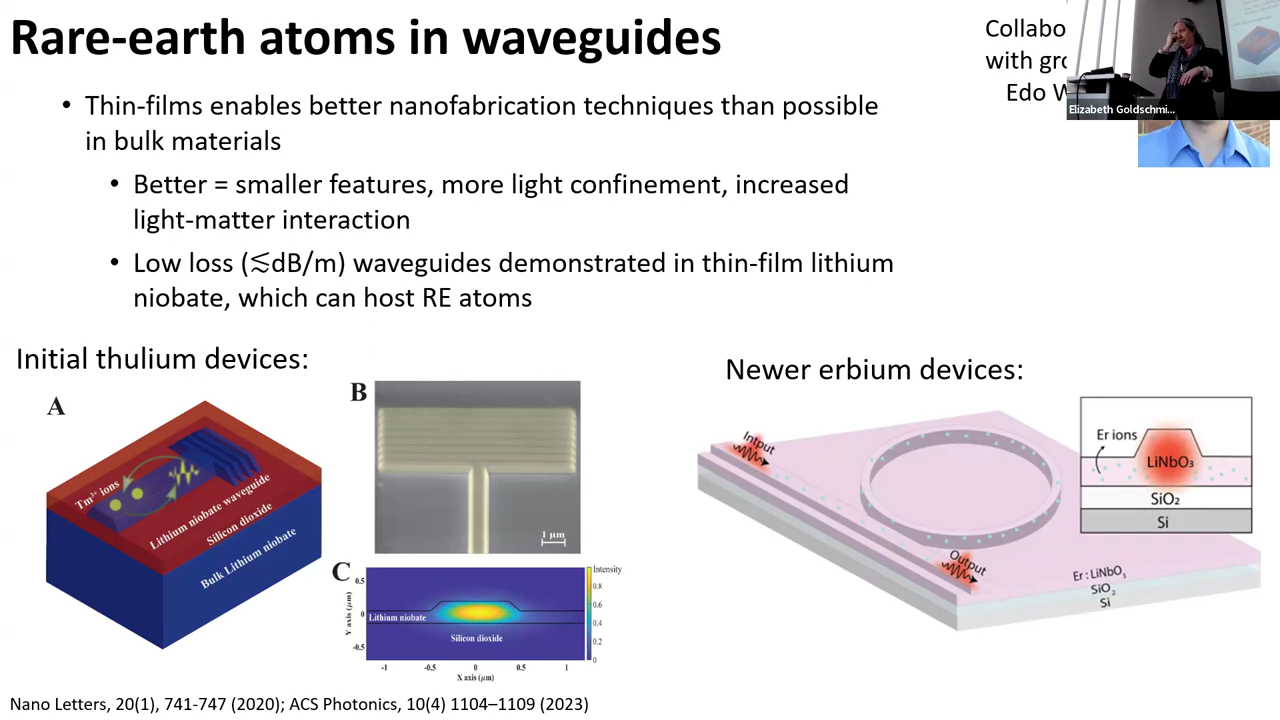 Rare-earth atoms in waveguides
Collabo
with gro
Edo W
Elizabeth Goldschmi...
• Thin-films enables better nanofabrication techniques than possible
in bulk materials
• Better = smaller features, more light confinement, increased
light-matter interaction
• Low loss (≲dB/m) waveguides demonstrated in thin-film lithium
niobate, which can host RE atoms
Initial thulium devices:
A
Tm³⁺ ions
Lithium niobate waveguide
Silicon dioxide
Bulk Lithium niobate
B
1 μm
C
Intensity
0.8
0.6
0.4
0.2
0
Y axis (μm)
0.5
0
-0.5
Lithium niobate
Silicon dioxide
-1 -0.5 0 0.5 1
X axis (μm)
Newer erbium devices:
Intput
Output
Er : LiNbO₃
SiO₂
Si
Er ions
LiNbO₃
SiO₂
Si
Nano Letters, 20(1), 741-747 (2020); ACS Photonics, 10(4) 1104–1109 (2023)